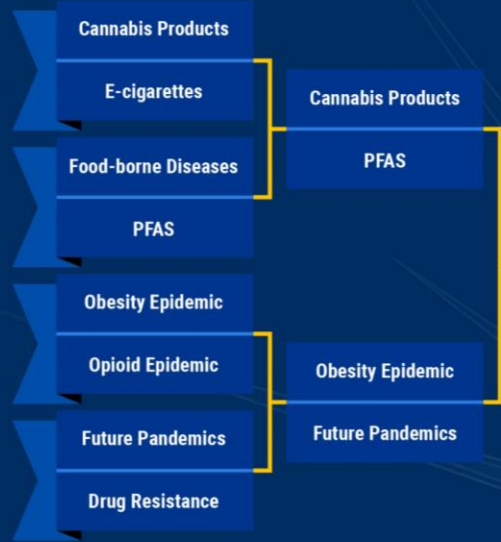 Cannabis Products
E-cigarettes
Food-borne Diseases
PFAS
Obesity Epidemic
Opioid Epidemic
Future Pandemics
Drug Resistance
Cannabis Products
PFAS
Obesity Epidemic
Future Pandemics